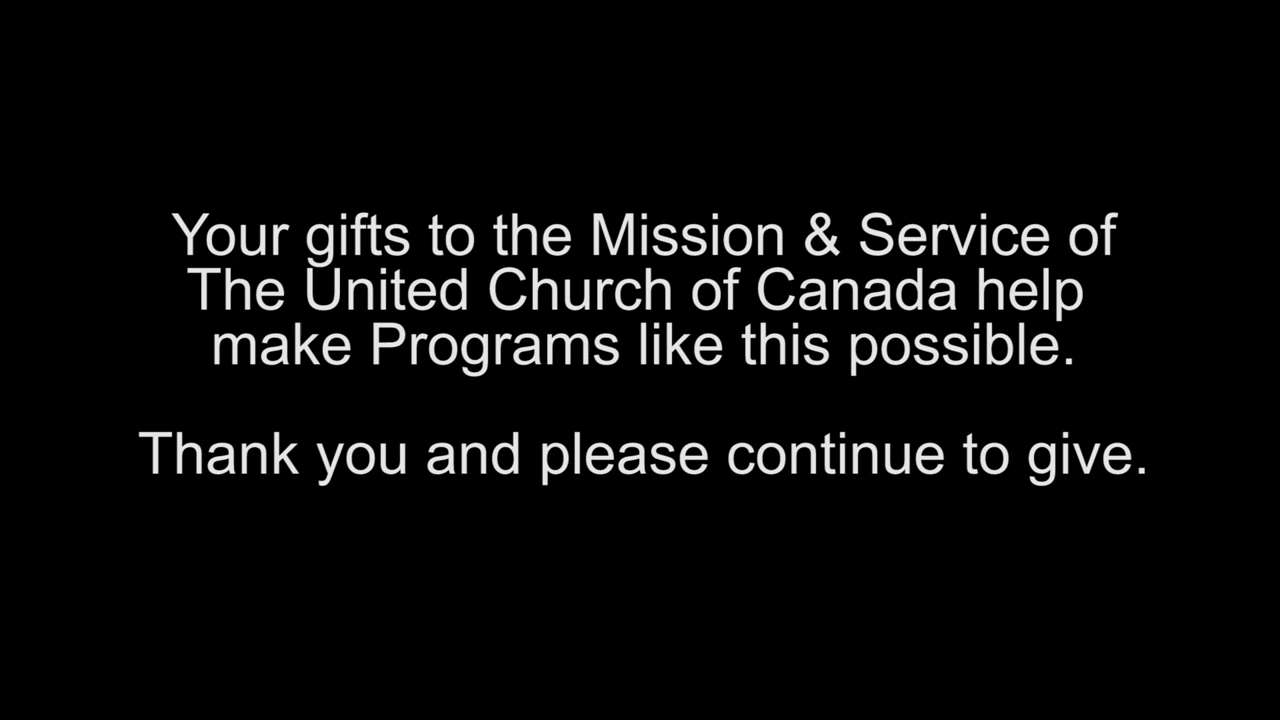 Your gifts to the Mission & Service of
The United Church of Canada help
make Programs like this possible.
Thank you and please continue to give.